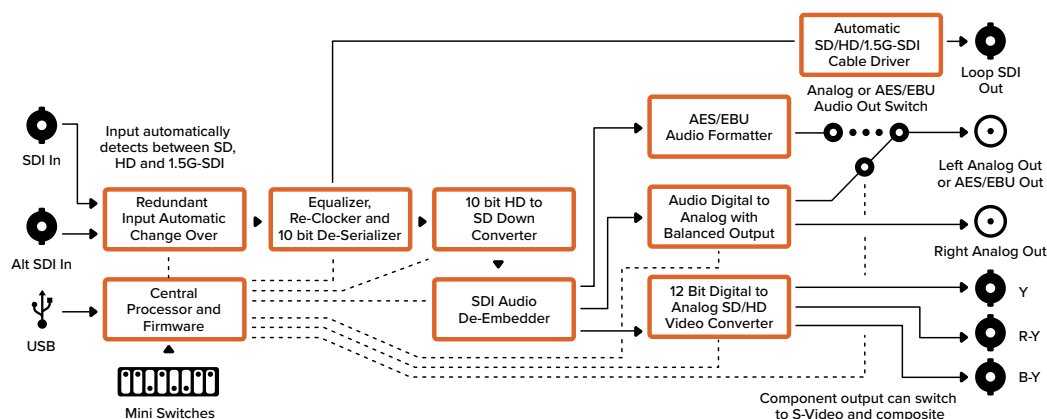 Automatic
SD/HD/1.5G-SDI
Cable Driver
Loop SDI
Out
Analog or AES/EBU
Audio Out Switch
SDI In
Input automatically
detects between SD,
HD and 1.5G-SDI
AES/EBU
Audio Formatter
Left Analog Out
or AES/EBU Out
Alt SDI In
Redundant
Input Automatic
Change Over
Equalizer,
Re-Clocker and
10 bit De-Serializer
10 bit HD to
SD Down
Converter
Audio Digital to
Analog with
Balanced Output
Right Analog Out
USB
Central
Processor and
Firmware
SDI Audio
De-Embedder
12 Bit Digital to
Analog SD/HD
Video Converter
Y
R-Y
B-Y
Mini Switches
Component output can switch
to S-Video and composite